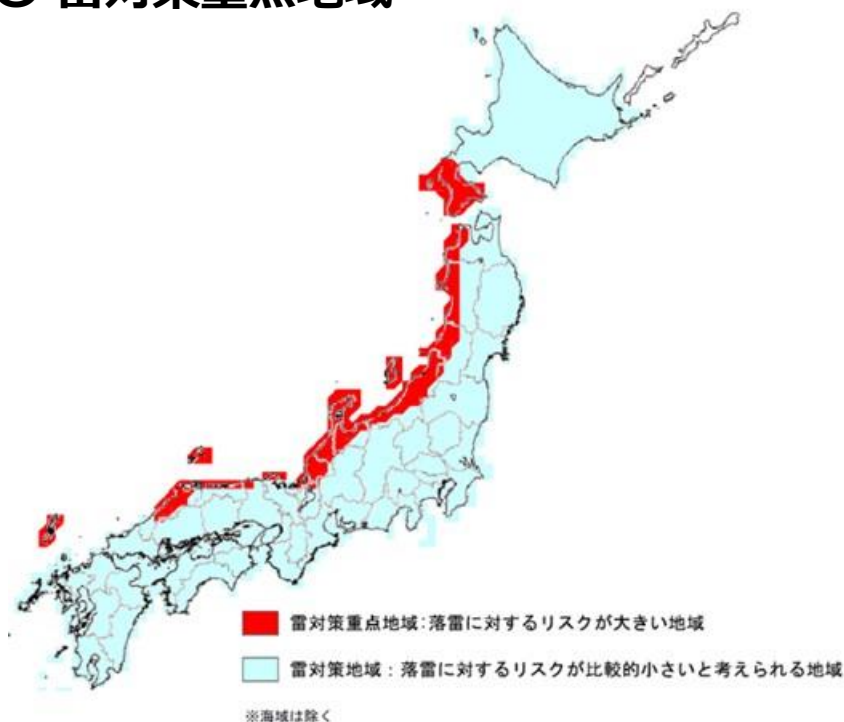 雷対策重点地域
雷対策重点地域：落雷に対するリスクが大きい地域
雷対策地域：落雷に対するリスクが比較的小さいと考えられる地域
※海域は除く